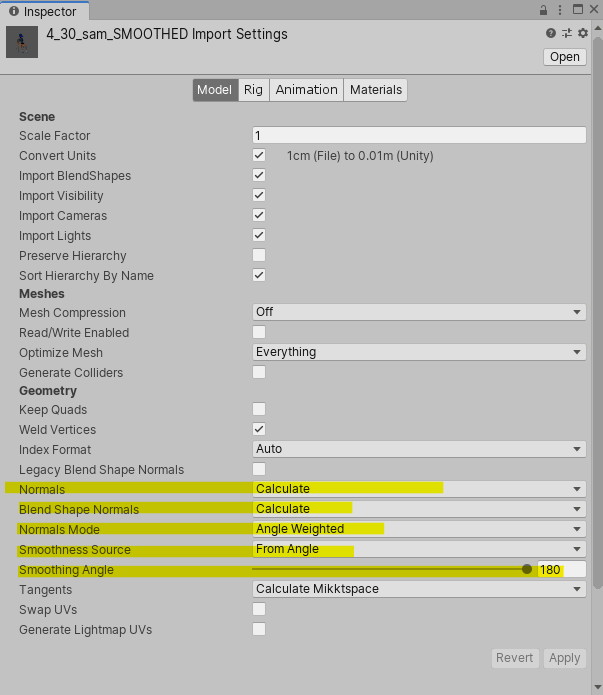 Inspector
4_30_sam_SMOOTHED Import Settings
Open
Model Rig Animation Materials
Scene
Scale Factor 1
Convert Units 1cm (File) to 0.01m (Unity)
Import BlendShapes
Import Visibility
Import Cameras
Import Lights
Preserve Hierarchy
Sort Hierarchy By Name
Meshes
Mesh Compression Off
Read/Write Enabled
Optimize Mesh Everything
Generate Colliders
Geometry
Keep Quads
Weld Vertices
Index Format Auto
Legacy Blend Shape Normals
Normals Calculate
Blend Shape Normals Calculate
Normals Mode Angle Weighted
Smoothness Source From Angle
Smoothing Angle 180
Tangents Calculate Mikktspace
Swap UVs
Generate Lightmap UVs
Revert Apply